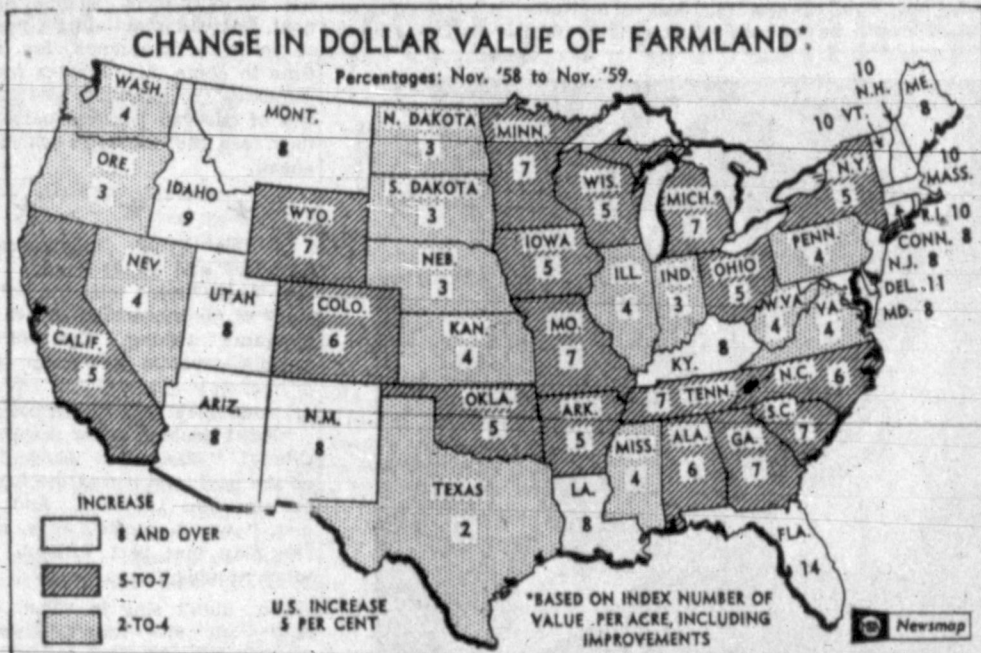 CHANGE IN DOLLAR VALUE OF FARMLAND*
Percentages: Nov. '58 to Nov. '59.
WASH.
4
MONT.
8
N. DAKOTA
3
MINN.
7
10
N.H.
ME.
8
10 VT.
ORE.
3
IDAHO
9
S. DAKOTA
3
WIS.
5
MICH.
7
N.Y.
5
10
MASS.
WYO.
7
R.I. 10
CONN. 8
NEV.
4
NEB.
3
IOWA
5
ILL.
4
IND.
3
OHIO
5
PENN.
4
N.J. 8
DEL. 11
MD. 8
UTAH
8
COLO.
6
KAN.
4
MO.
7
W.VA.
4
VA.
4
KY.
8
CALIF.
5
ARIZ.
8
N.M.
8
OKLA.
5
ARK.
5
7 TENN.
N.C. 6
S.C.
7
TEXAS
2
MISS.
4
ALA.
6
GA.
7
LA.
8
FLA.
14
INCREASE
8 AND OVER
5-TO-7
2-TO-4
U.S. INCREASE
5 PER CENT
*BASED ON INDEX NUMBER OF
VALUE PER ACRE, INCLUDING
IMPROVEMENTS
Newsmap